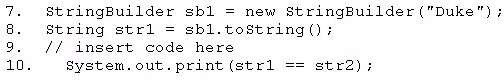 7. StringBuilder sb1 = new StringBuilder("Duke");
8. String str1 = sb1.toString();
9. // insert code here
10. System.out.print(str1 == str2);